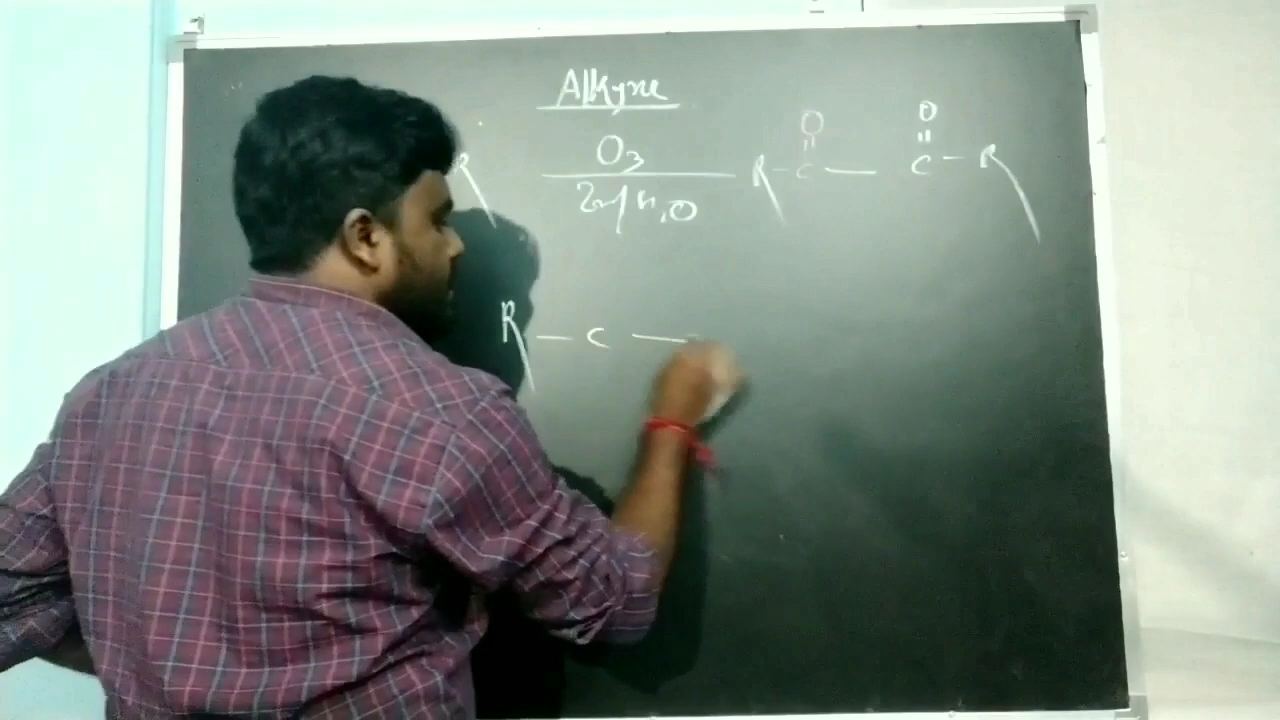 Alkyne
O O
R O₃ R-C — C-R
Zn/H₂O
R — C —